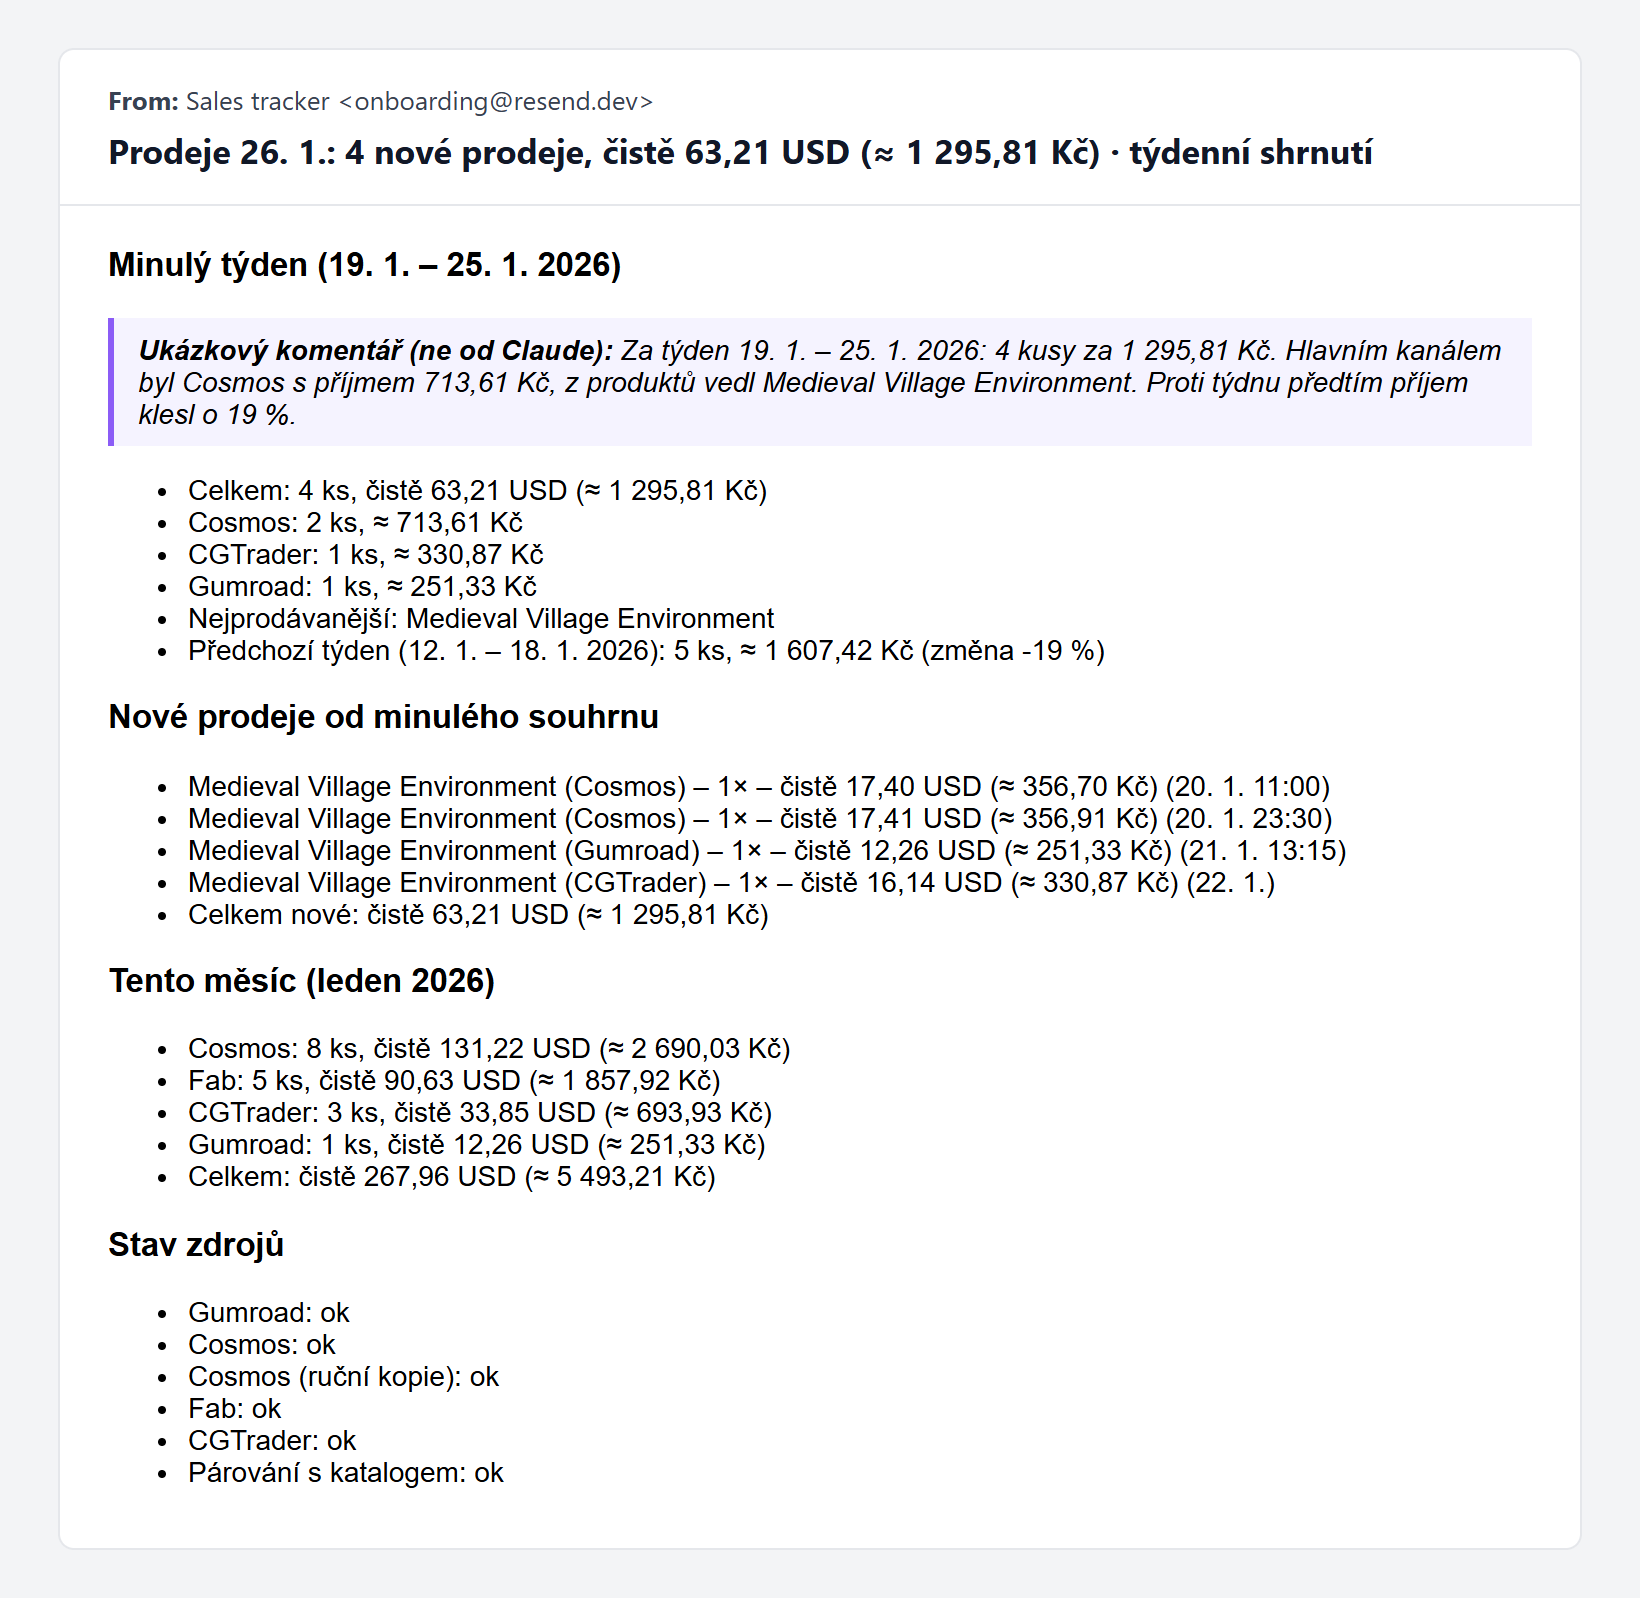 From: Sales tracker <onboarding@resend.dev>
Prodeje 26. 1.: 4 nové prodeje, čistě 63,21 USD (≈ 1 295,81 Kč) · týdenní shrnutí
Minulý týden (19. 1. – 25. 1. 2026)
Ukázkový komentář (ne od Claude): Za týden 19. 1. – 25. 1. 2026: 4 kusy za 1 295,81 Kč. Hlavním kanálem
byl Cosmos s příjmem 713,61 Kč, z produktů vedl Medieval Village Environment. Proti týdnu předtím příjem
klesl o 19 %.
• Celkem: 4 ks, čistě 63,21 USD (≈ 1 295,81 Kč)
• Cosmos: 2 ks, ≈ 713,61 Kč
• CGTrader: 1 ks, ≈ 330,87 Kč
• Gumroad: 1 ks, ≈ 251,33 Kč
• Nejprodávanější: Medieval Village Environment
• Předchozí týden (12. 1. – 18. 1. 2026): 5 ks, ≈ 1 607,42 Kč (změna -19 %)
Nové prodeje od minulého souhrnu
• Medieval Village Environment (Cosmos) – 1× – čistě 17,40 USD (≈ 356,70 Kč) (20. 1. 11:00)
• Medieval Village Environment (Cosmos) – 1× – čistě 17,41 USD (≈ 356,91 Kč) (20. 1. 23:30)
• Medieval Village Environment (Gumroad) – 1× – čistě 12,26 USD (≈ 251,33 Kč) (21. 1. 13:15)
• Medieval Village Environment (CGTrader) – 1× – čistě 16,14 USD (≈ 330,87 Kč) (22. 1.)
• Celkem nové: čistě 63,21 USD (≈ 1 295,81 Kč)
Tento měsíc (leden 2026)
• Cosmos: 8 ks, čistě 131,22 USD (≈ 2 690,03 Kč)
• Fab: 5 ks, čistě 90,63 USD (≈ 1 857,92 Kč)
• CGTrader: 3 ks, čistě 33,85 USD (≈ 693,93 Kč)
• Gumroad: 1 ks, čistě 12,26 USD (≈ 251,33 Kč)
• Celkem: čistě 267,96 USD (≈ 5 493,21 Kč)
Stav zdrojů
• Gumroad: ok
• Cosmos: ok
• Cosmos (ruční kopie): ok
• Fab: ok
• CGTrader: ok
• Párování s katalogem: ok